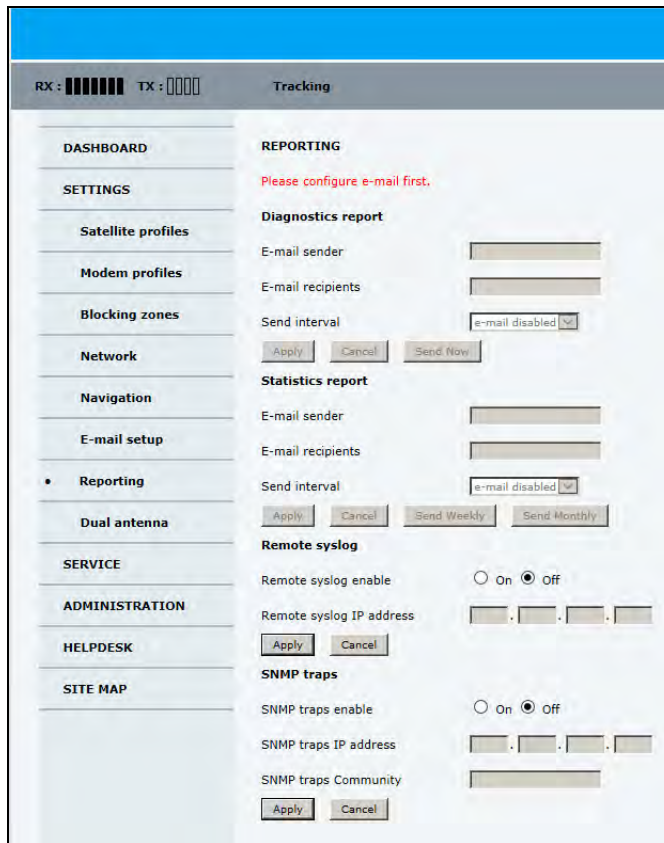 RX : TX : Tracking
DASHBOARD
SETTINGS
Satellite profiles
Modem profiles
Blocking zones
Network
Navigation
E-mail setup
• Reporting
Dual antenna
SERVICE
ADMINISTRATION
HELPDESK
SITE MAP
REPORTING
Please configure e-mail first.
Diagnostics report
E-mail sender
E-mail recipients
Send interval e-mail disabled
Apply Cancel Send Now
Statistics report
E-mail sender
E-mail recipients
Send interval e-mail disabled
Apply Cancel Send Weekly Send Monthly
Remote syslog
Remote syslog enable On Off
Remote syslog IP address . . .
Apply Cancel
SNMP traps
SNMP traps enable On Off
SNMP traps IP address . . .
SNMP traps Community
Apply Cancel